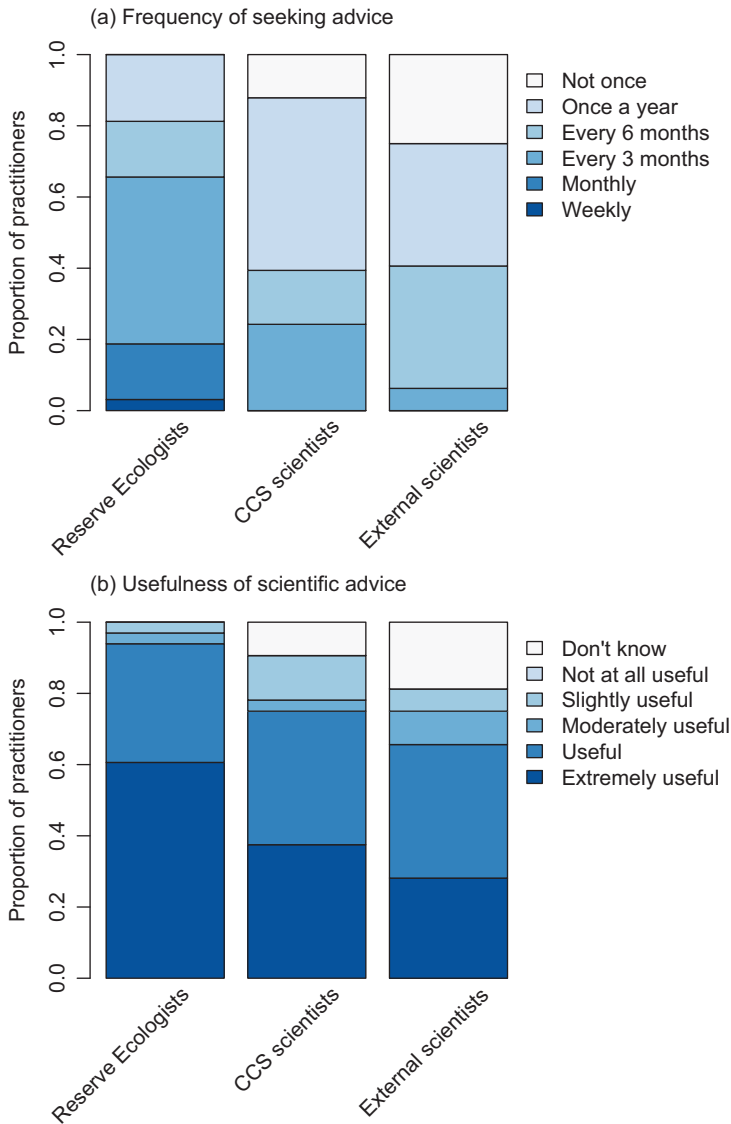 (a) Frequency of seeking advice
Proportion of practitioners
1.0
0.8
0.6
0.4
0.2
0.0
Reserve Ecologists
CCS scientists
External scientists
Not once
Once a year
Every 6 months
Every 3 months
Monthly
Weekly
(b) Usefulness of scientific advice
Proportion of practitioners
1.0
0.8
0.6
0.4
0.2
0.0
Reserve Ecologists
CCS scientists
External scientists
Don't know
Not at all useful
Slightly useful
Moderately useful
Useful
Extremely useful